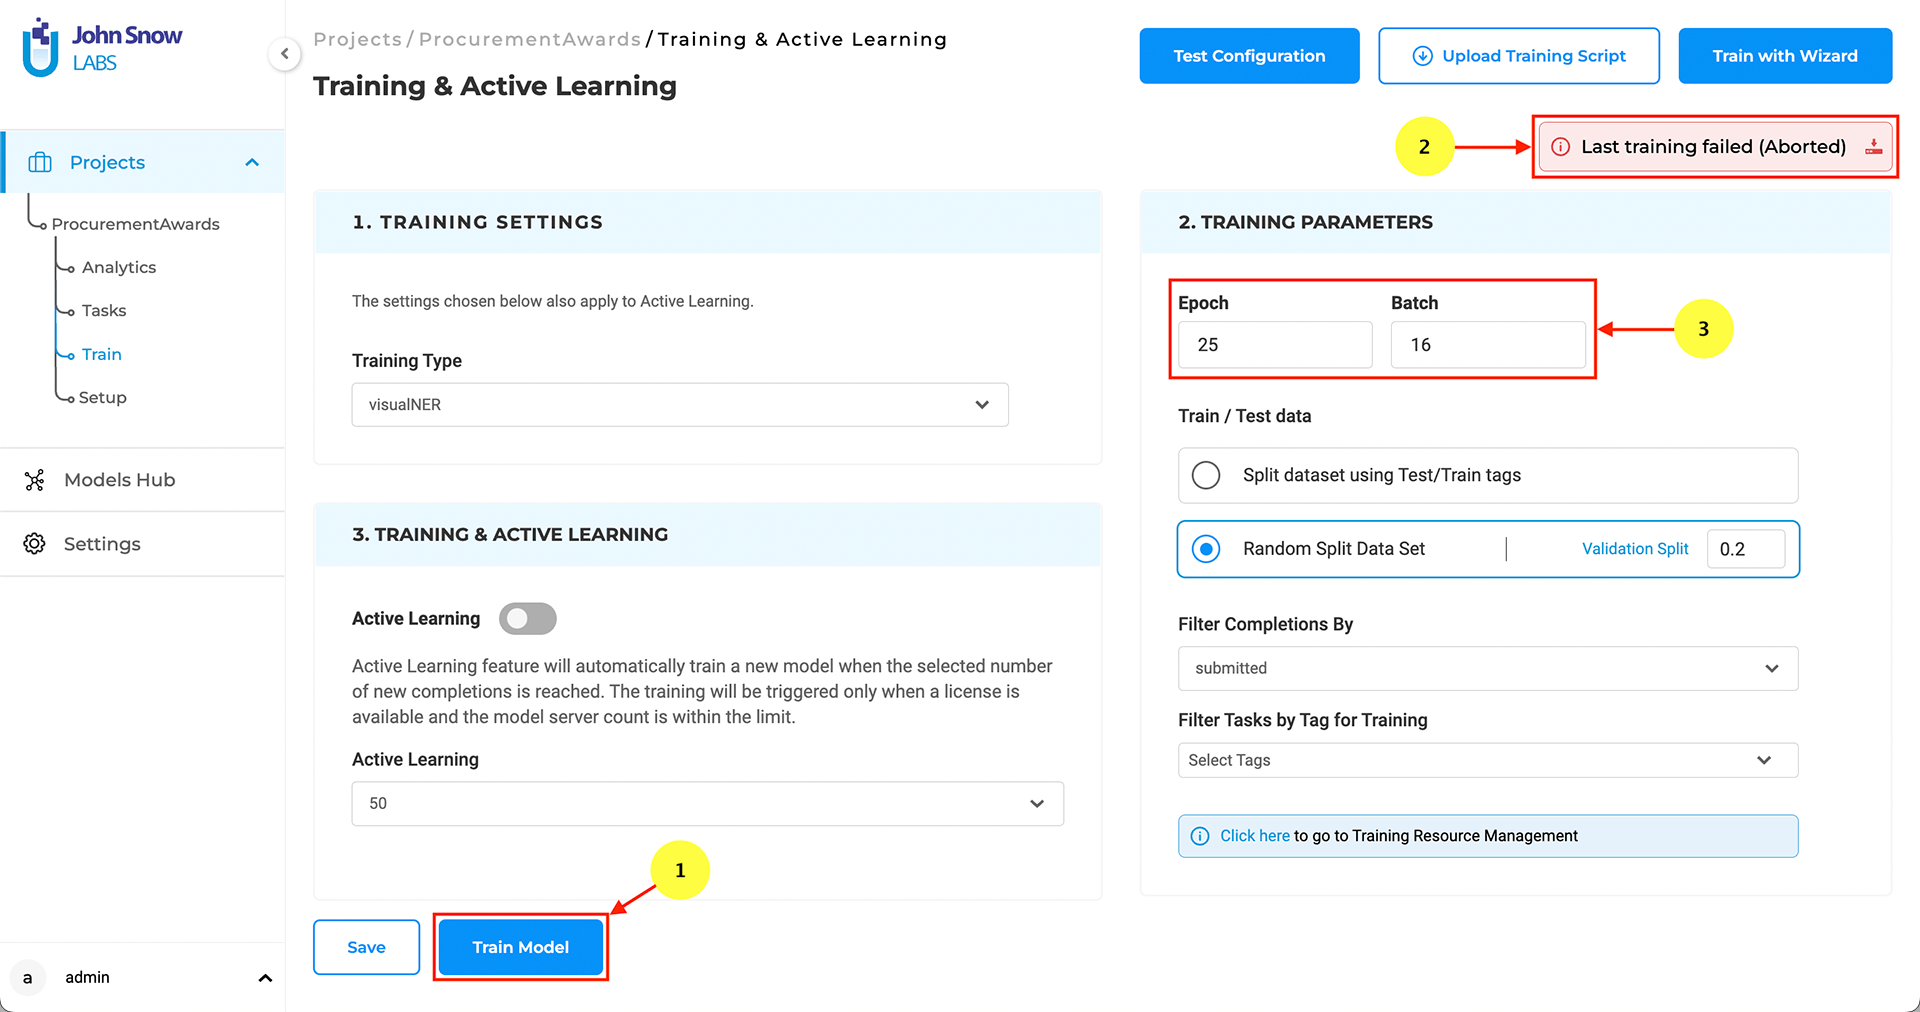 John Snow
LABS
Projects
ProcurementAwards
Analytics
Tasks
Train
Setup
Models Hub
Settings
a
admin
Projects / ProcurementAwards / Training & Active Learning
Training & Active Learning
Test Configuration
Upload Training Script
Train with Wizard
2
Last training failed (Aborted)
1. TRAINING SETTINGS
The settings chosen below also apply to Active Learning.
Training Type
visualNER
3. TRAINING & ACTIVE LEARNING
Active Learning
Active Learning feature will automatically train a new model when the selected number
of new completions is reached. The training will be triggered only when a license is
available and the model server count is within the limit.
Active Learning
50
1
Save
Train Model
2. TRAINING PARAMETERS
Epoch
Batch
25
16
3
Train / Test data
Split dataset using Test/Train tags
Random Split Data Set
Validation Split
0.2
Filter Completions By
submitted
Filter Tasks by Tag for Training
Select Tags
Click here to go to Training Resource Management